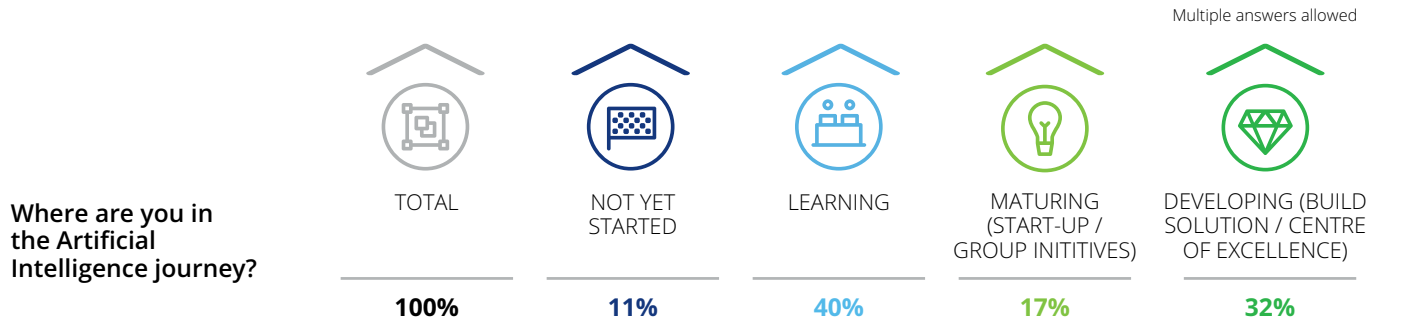 Multiple answers allowed
Where are you in
the Artificial
Intelligence journey?
TOTAL
100%
NOT YET
STARTED
11%
LEARNING
40%
MATURING
(START-UP /
GROUP INITITIVES)
17%
DEVELOPING (BUILD
SOLUTION / CENTRE
OF EXCELLENCE)
32%